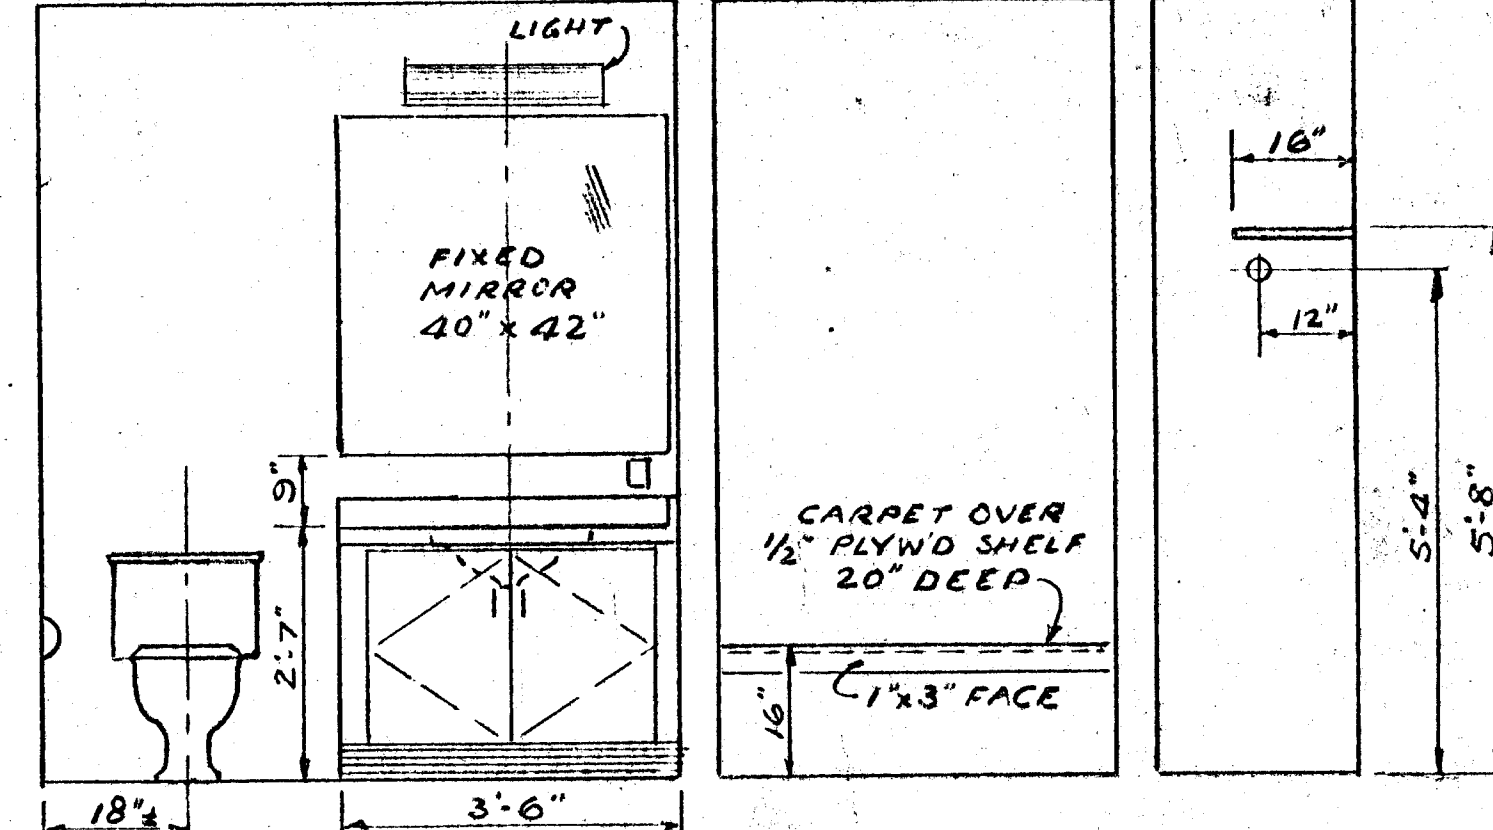 LIGHT
FIXED
MIRROR
40" x 42"
9"
2'-7"
18"±
3'-6"
CARPET OVER
1/2" PLYW'D SHELF
20" DEEP
16"
1"x3" FACE
16"
12"
5'-4"
5'-8"